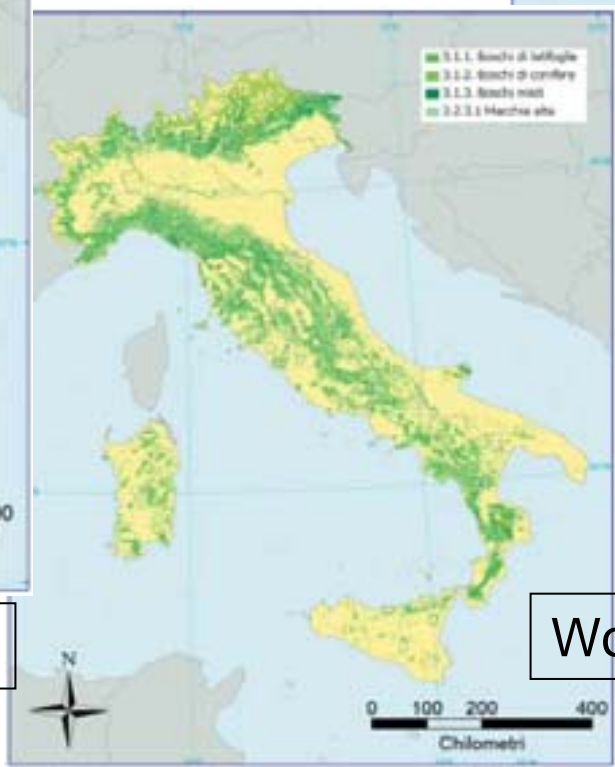 3.1.1. Boschi di latifoglie
3.1.2. Boschi di conifere
3.1.3. Boschi misti
3.2.3.1 Macchia alta
Wo
N
0 100 200 400
Chilometri